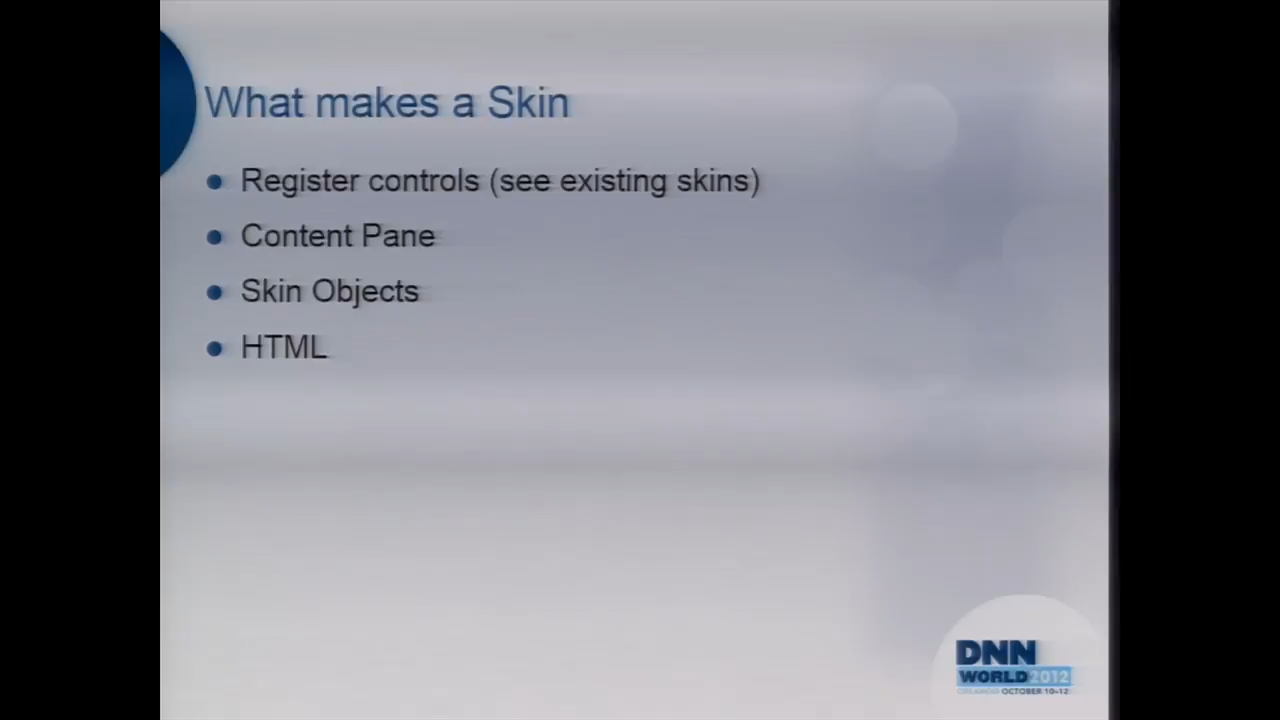 What makes a Skin
Register controls (see existing skins)
Content Pane
Skin Objects
HTML
DNN
WORLD 2012
ORLANDO OCTOBER 10-12